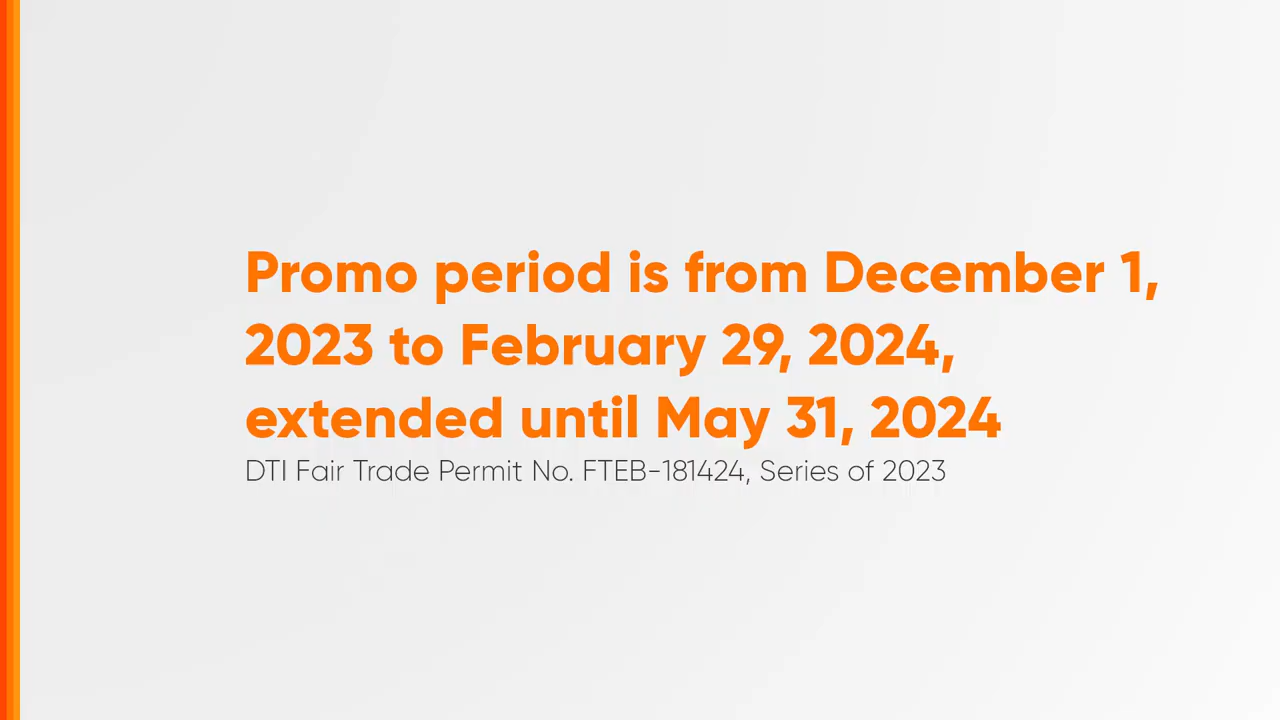 Promo period is from December 1,
2023 to February 29, 2024,
extended until May 31, 2024
DTI Fair Trade Permit No. FTEB-181424, Series of 2023